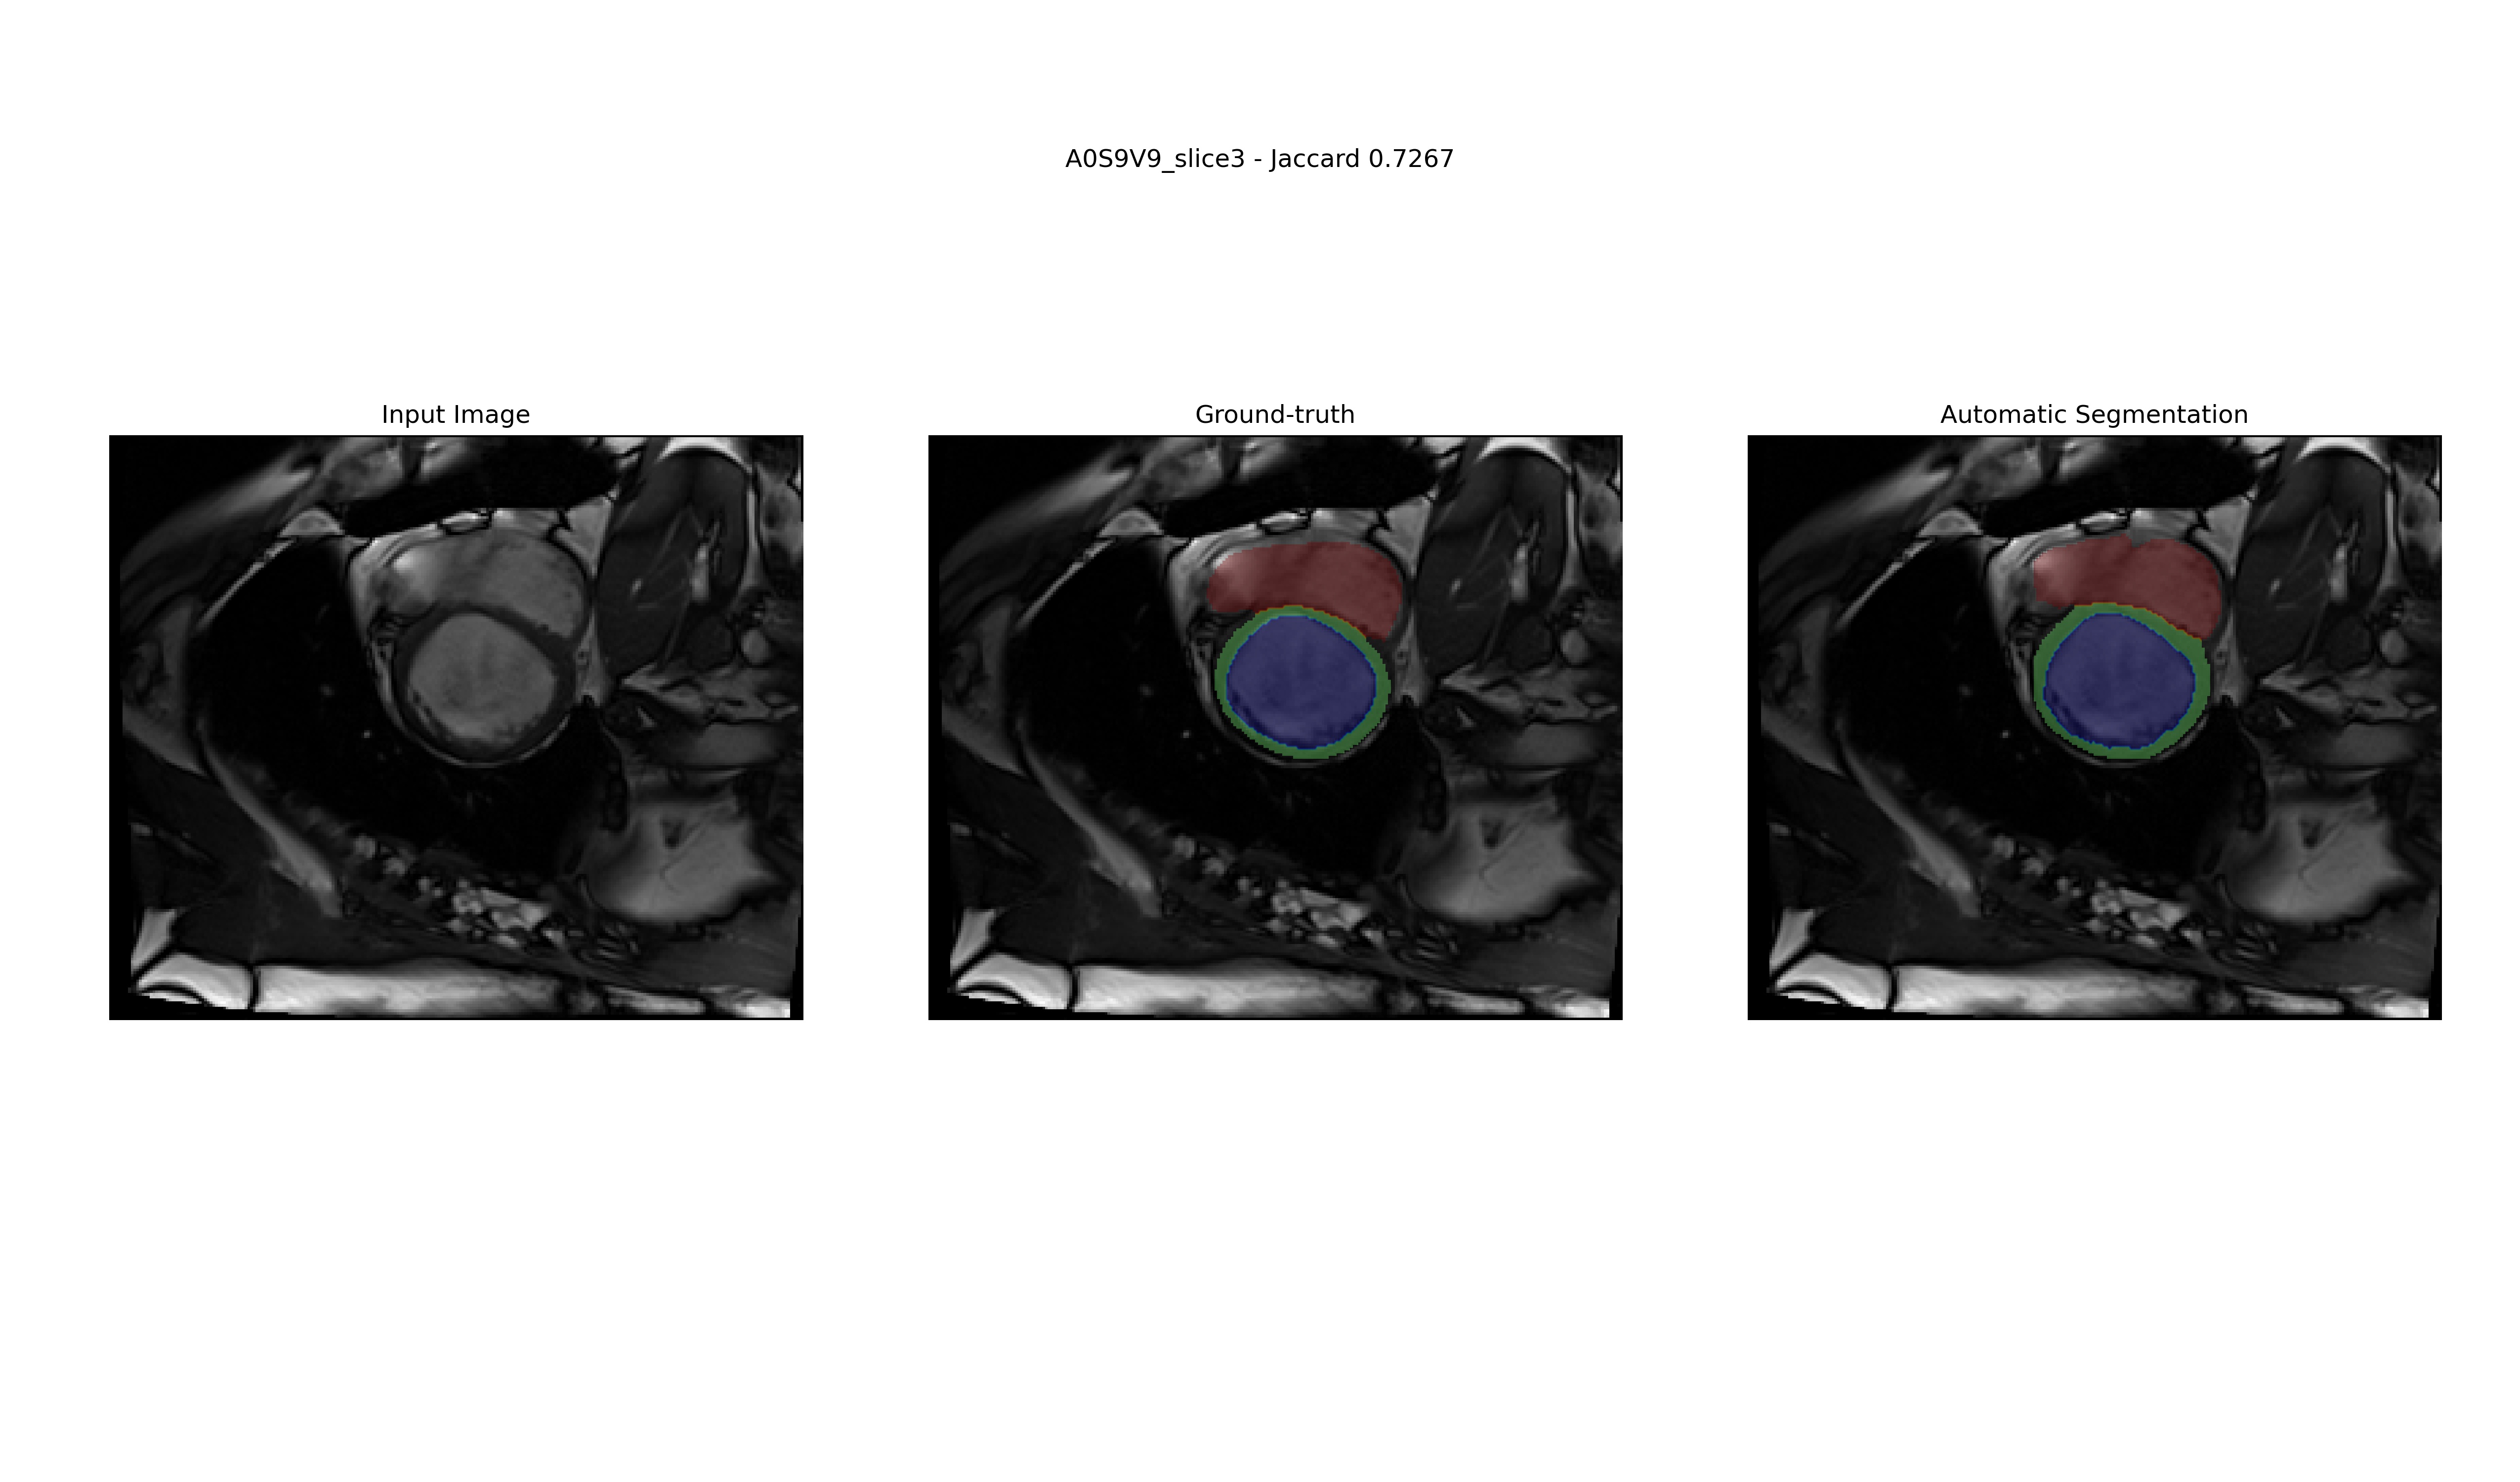 A0S9V9_slice3 - Jaccard 0.7267
Input Image
Ground-truth
Automatic Segmentation